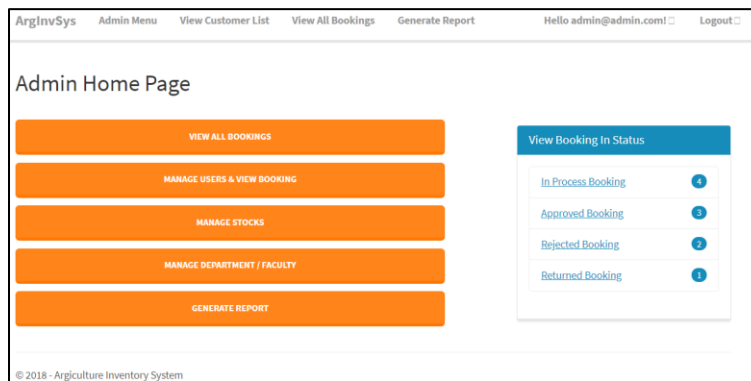 ArgInvSys Admin Menu View Customer List View All Bookings Generate Report Hello admin@admin.com! Logout
Admin Home Page
VIEW ALL BOOKINGS
MANAGE USERS & VIEW BOOKING
MANAGE STOCKS
MANAGE DEPARTMENT / FACULTY
GENERATE REPORT
View Booking In Status
In Process Booking 4
Approved Booking 3
Rejected Booking 2
Returned Booking 1
© 2018 - Argiculture Inventory System